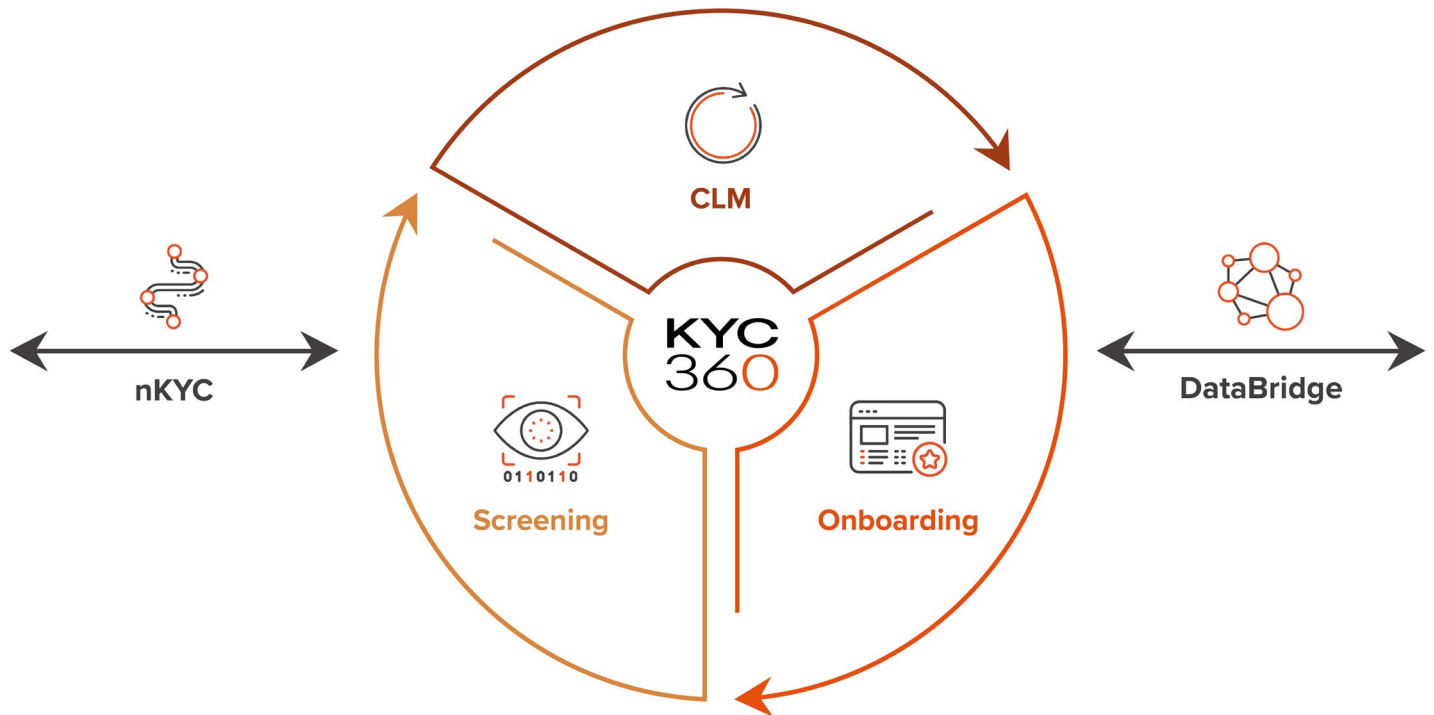 CLM
KYC
360
nKYC
DataBridge
0110110
Screening
Onboarding